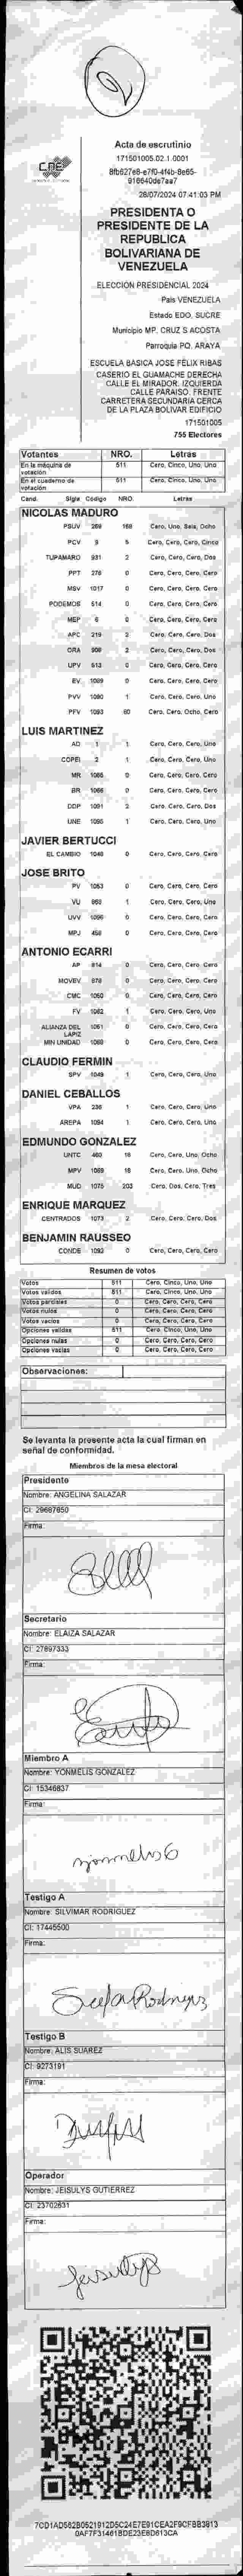 Acta de escrutinio
171501005.02.1.0001
8fb627e8-e7f0-4f4b-8e65-
916640de7aa7
28/07/2024 07:41:03 PM
CNE
PRESIDENTA O
PRESIDENTE DE LA
REPUBLICA
BOLIVARIANA DE
VENEZUELA
ELECCION PRESIDENCIAL 2024
Pais VENEZUELA
Estado EDO. SUCRE
Municipio MP. CRUZ S ACOSTA
Parroquia PQ. ARAYA
ESCUELA BASICA JOSE FELIX RIBAS
CASERIO EL GUAMACHE DERECHA
CALLE EL MIRADOR. IZQUIERDA
CALLE PARAISO. FRENTE
CARRETERA SEGUNDARIA CERCA
DE LA PLAZA BOLIVAR EDIFICIO
171501005
755 Electores
Votantes NRO. Letras
En la máquina de votación 511 Cero, Cinco, Uno, Uno
En el cuaderno de votación 511 Cero, Cinco, Uno, Uno
Cand. Sigla Código NRO. Letras
NICOLAS MADURO
PSUV 269 168 Cero, Uno, Seis, Ocho
PCV 5 5 Cero, Cero, Cero, Cinco
TUPAMARO 931 2 Cero, Cero, Cero, Dos
PPT 276 0 Cero, Cero, Cero, Cero
MSV 1017 0 Cero, Cero, Cero, Cero
PODEMOS 514 0 Cero, Cero, Cero, Cero
MEP 6 0 Cero, Cero, Cero, Cero
APC 219 2 Cero, Cero, Cero, Dos
ORA 909 2 Cero, Cero, Cero, Dos
UPV 913 0 Cero, Cero, Cero, Cero
EV 1089 0 Cero, Cero, Cero, Cero
PVV 1090 1 Cero, Cero, Cero, Uno
PFV 1093 80 Cero, Cero, Ocho, Cero
LUIS MARTINEZ
AD 1 1 Cero, Cero, Cero, Uno
COPEI 2 1 Cero, Cero, Cero, Uno
MR 1065 0 Cero, Cero, Cero, Cero
BR 1066 0 Cero, Cero, Cero, Cero
DDP 1091 2 Cero, Cero, Cero, Dos
UNE 1095 1 Cero, Cero, Cero, Uno
JAVIER BERTUCCI
EL CAMBIO 1048 0 Cero, Cero, Cero, Cero
JOSE BRITO
PV 1053 0 Cero, Cero, Cero, Cero
VU 968 1 Cero, Cero, Cero, Uno
UVV 1096 0 Cero, Cero, Cero, Cero
MPJ 458 0 Cero, Cero, Cero, Cero
ANTONIO ECARRI
AP 814 0 Cero, Cero, Cero, Cero
MOVEV 878 0 Cero, Cero, Cero, Cero
CMC 1050 0 Cero, Cero, Cero, Cero
FV 1082 1 Cero, Cero, Cero, Uno
ALIANZA DEL LAPIZ 1051 0 Cero, Cero, Cero, Cero
MIN UNIDAD 1088 0 Cero, Cero, Cero, Cero
CLAUDIO FERMIN
SPV 1049 1 Cero, Cero, Cero, Uno
DANIEL CEBALLOS
VPA 236 1 Cero, Cero, Cero, Uno
AREPA 1094 1 Cero, Cero, Cero, Uno
EDMUNDO GONZALEZ
UNTC 460 18 Cero, Cero, Uno, Ocho
MPV 1069 18 Cero, Cero, Uno, Ocho
MUD 1075 203 Cero, Dos, Cero, Tres
ENRIQUE MARQUEZ
CENTRADOS 1073 2 Cero, Cero, Cero, Dos
BENJAMIN RAUSSEO
CONDE 1092 0 Cero, Cero, Cero, Cero
Resumen de votos
Votos 511 Cero, Cinco, Uno, Uno
Votos válidos 511 Cero, Cinco, Uno, Uno
Votos parciales 0 Cero, Cero, Cero, Cero
Votos nulos 0 Cero, Cero, Cero, Cero
Votos vacíos 0 Cero, Cero, Cero, Cero
Opciones válidas 511 Cero, Cinco, Uno, Uno
Opciones nulas 0 Cero, Cero, Cero, Cero
Opciones vacías 0 Cero, Cero, Cero, Cero
Observaciones:
Se levanta la presente acta la cual firman en
señal de conformidad.
Miembros de la mesa electoral
Presidente
Nombre: ANGELINA SALAZAR
CI: 29687850
Firma:
Secretario
Nombre: ELAIZA SALAZAR
CI: 27897333
Firma:
Miembro A
Nombre: YONMELIS GONZALEZ
CI: 15346837
Firma:
Testigo A
Nombre: SILVIMAR RODRIGUEZ
CI: 17445500
Firma:
Testigo B
Nombre: ALIS SUAREZ
CI: 9273191
Firma:
Operador
Nombre: JEISULYS GUTIERREZ
CI: 23702631
Firma:
Jeisulys